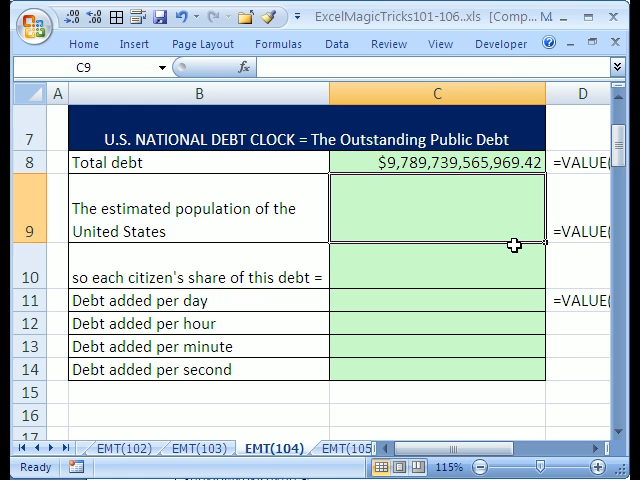 ExcelMagicTricks101-106..xls [Comp... M
Home Insert Page Layout Formulas Data Review View Developer
C9 fx
A B C D
7 U.S. NATIONAL DEBT CLOCK = The Outstanding Public Debt
8 Total debt $9,789,739,565,969.42 =VALUE(
The estimated population of the
9 United States =VALUE(
10 so each citizen's share of this debt =
11 Debt added per day =VALUE(
12 Debt added per hour
13 Debt added per minute
14 Debt added per second
15
16
17
EMT(102) EMT(103) EMT(104) EMT(105
Ready 115%